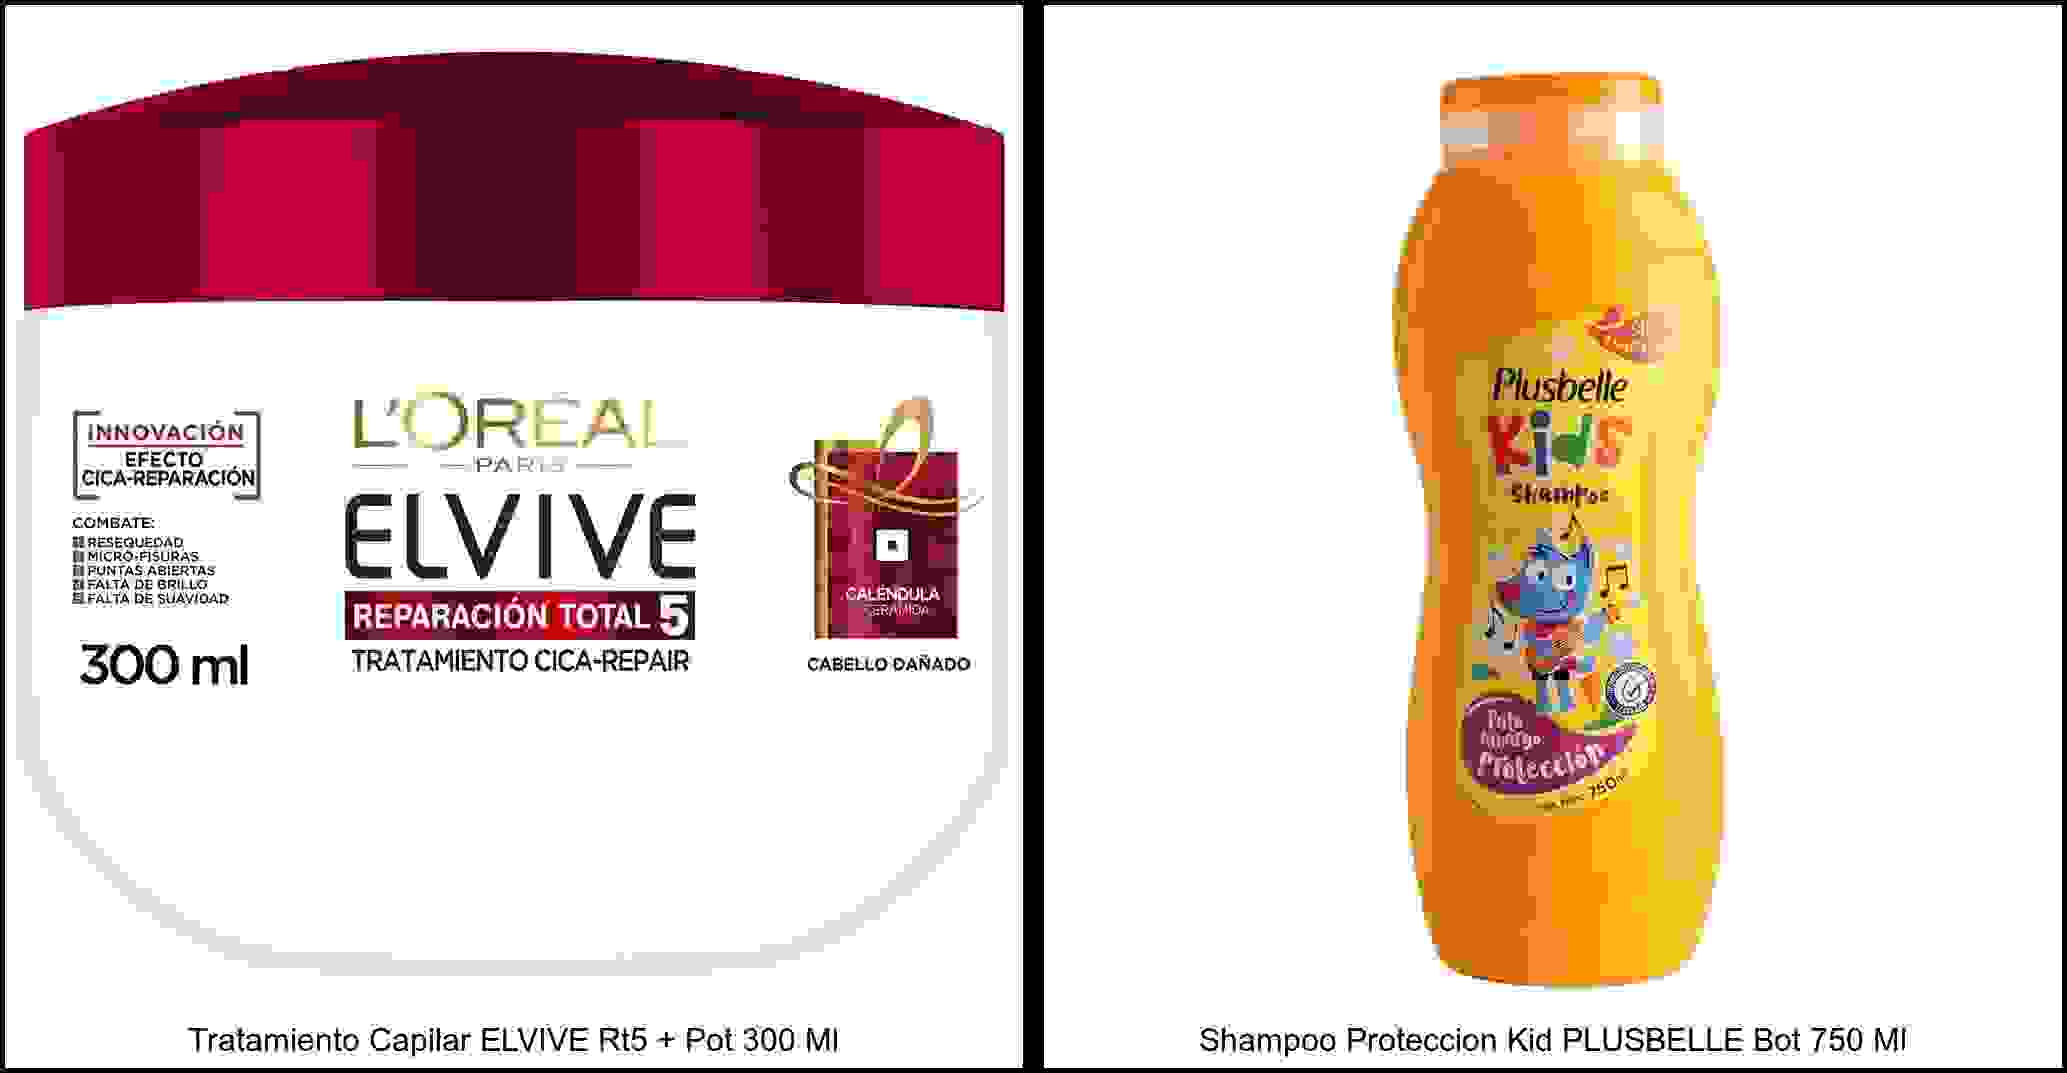 INNOVACIÓN
EFECTO
CICA-REPARACIÓN
COMBATE:
RESEQUEDAD
MICRO-FISURAS
PUNTAS ABIERTAS
FALTA DE BRILLO
FALTA DE SUAVIDAD
300 ml
L'ORÉAL
PARIS
ELVIVE
REPARACIÓN TOTAL 5
TRATAMIENTO CICA-REPAIR
CALÉNDULA
CERAMIDA
CABELLO DAÑADO
Tratamiento Capilar ELVIVE Rt5 + Pot 300 Ml
Plusbelle
Kids
Shampoo
Protección
750
Shampoo Proteccion Kid PLUSBELLE Bot 750 Ml